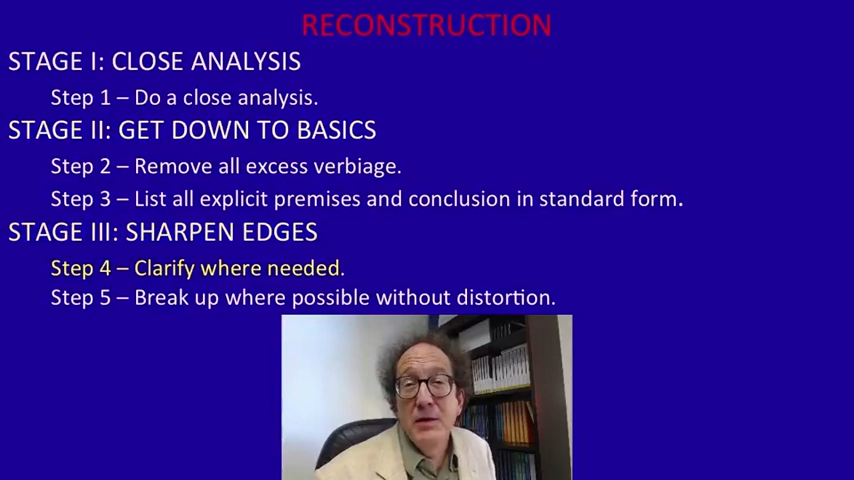 RECONSTRUCTION
STAGE I: CLOSE ANALYSIS
Step 1 – Do a close analysis.
STAGE II: GET DOWN TO BASICS
Step 2 – Remove all excess verbiage.
Step 3 – List all explicit premises and conclusion in standard form.
STAGE III: SHARPEN EDGES
Step 4 – Clarify where needed.
Step 5 – Break up where possible without distortion.